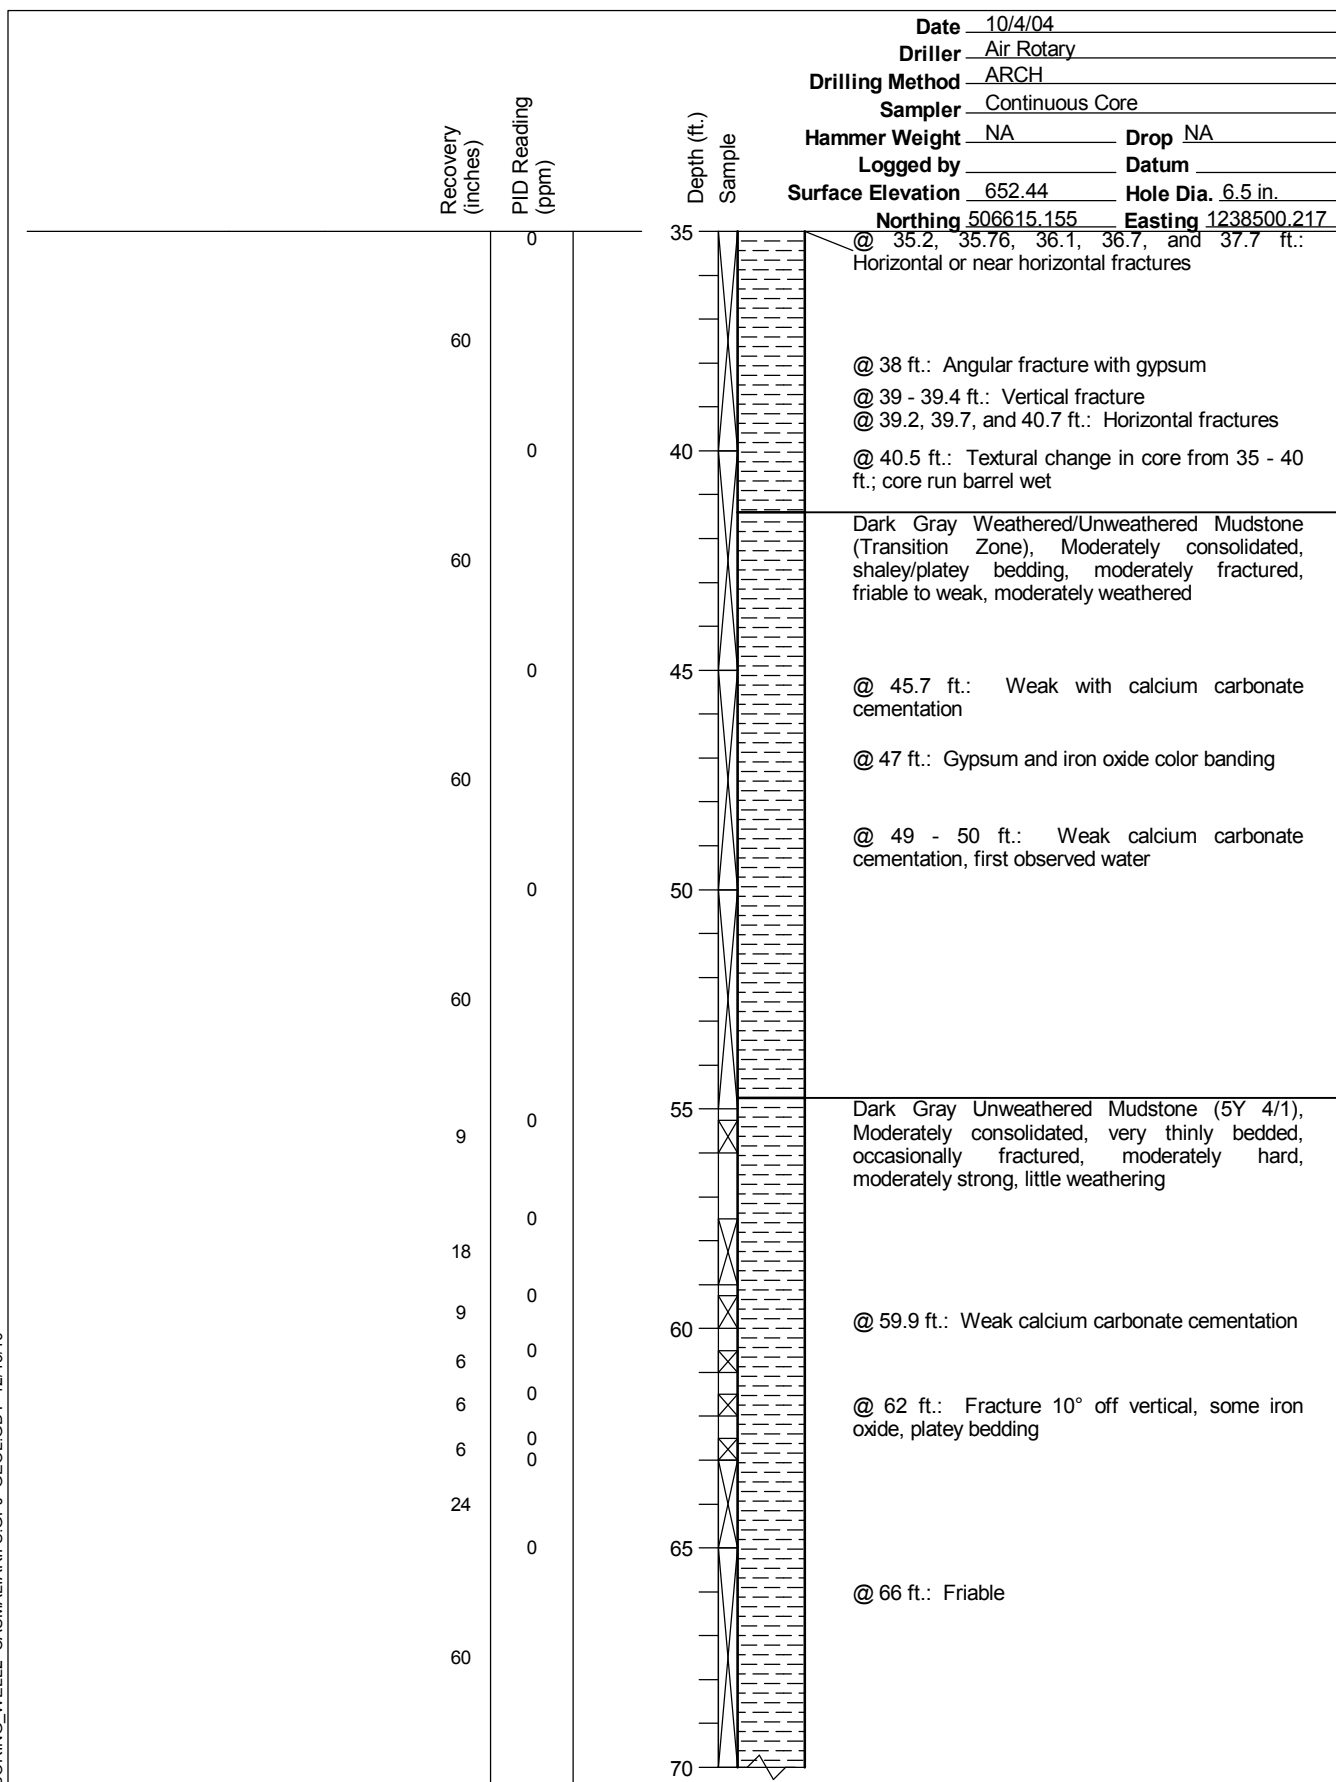 Date 10/4/04
Driller Air Rotary
Drilling Method ARCH
Sampler Continuous Core
Hammer Weight NA Drop NA
Logged by Datum
Surface Elevation 652.44 Hole Dia. 6.5 in.
Northing 506615.155 Easting 1238500.217
Recovery
(inches)
PID Reading
(ppm)
Depth (ft.)
Sample
0
35
@ 35.2, 35.76, 36.1, 36.7, and 37.7 ft.:
Horizontal or near horizontal fractures
60
@ 38 ft.: Angular fracture with gypsum
@ 39 - 39.4 ft.: Vertical fracture
@ 39.2, 39.7, and 40.7 ft.: Horizontal fractures
0
40
@ 40.5 ft.: Textural change in core from 35 - 40
ft.; core run barrel wet
Dark Gray Weathered/Unweathered Mudstone
(Transition Zone), Moderately consolidated,
60
shaley/platey bedding, moderately fractured,
friable to weak, moderately weathered
0
45
@ 45.7 ft.: Weak with calcium carbonate
cementation
@ 47 ft.: Gypsum and iron oxide color banding
60
@ 49 - 50 ft.: Weak calcium carbonate
cementation, first observed water
0
50
60
0
55
Dark Gray Unweathered Mudstone (5Y 4/1),
9
Moderately consolidated, very thinly bedded,
occasionally fractured, moderately hard,
moderately strong, little weathering
0
18
0
9
60
@ 59.9 ft.: Weak calcium carbonate cementation
0
6
0
6
@ 62 ft.: Fracture 10° off vertical, some iron
oxide, platey bedding
0
6
0
24
0
65
@ 66 ft.: Friable
60
70